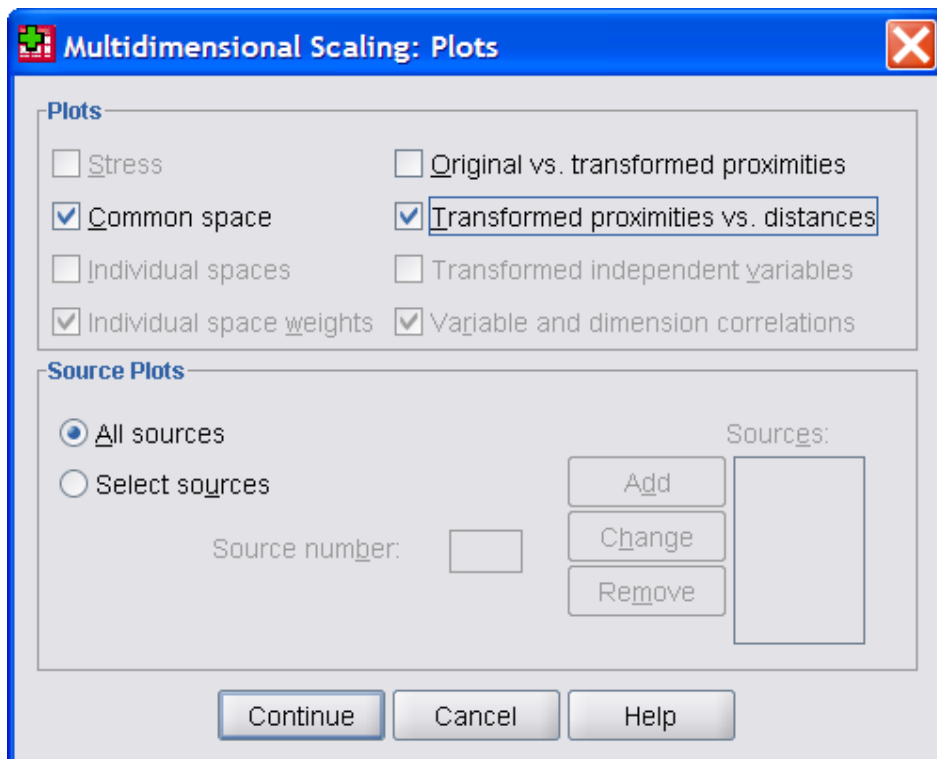 Multidimensional Scaling: Plots
Plots
Stress
Original vs. transformed proximities
Common space
Transformed proximities vs. distances
Individual spaces
Transformed independent variables
Individual space weights
Variable and dimension correlations
Source Plots
All sources
Sources:
Select sources
Add
Source number:
Change
Remove
Continue
Cancel
Help